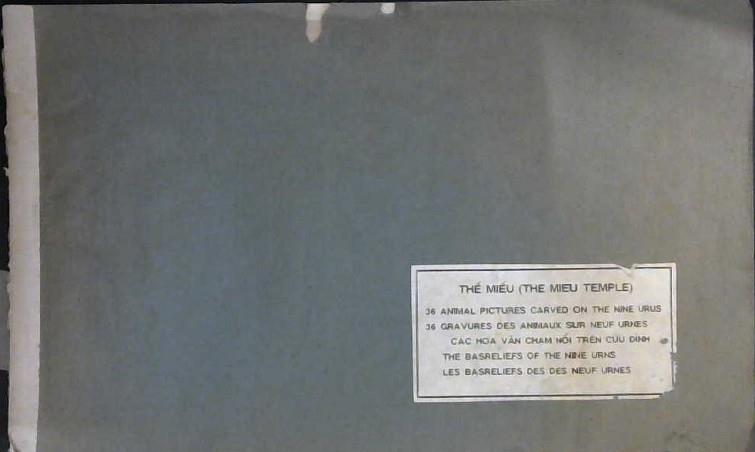 THẾ MIẾU (THE MIEU TEMPLE)
36 ANIMAL PICTURES CARVED ON THE NINE URUS
36 GRAVURES DES ANIMAUX SUR NEUF URNES
CÁC HOA VĂN CHẠM NỔI TRÊN CỬU ĐỈNH
THE BASRELIEFS OF THE NINE URNS
LES BASRELIEFS DES DES NEUF URNES